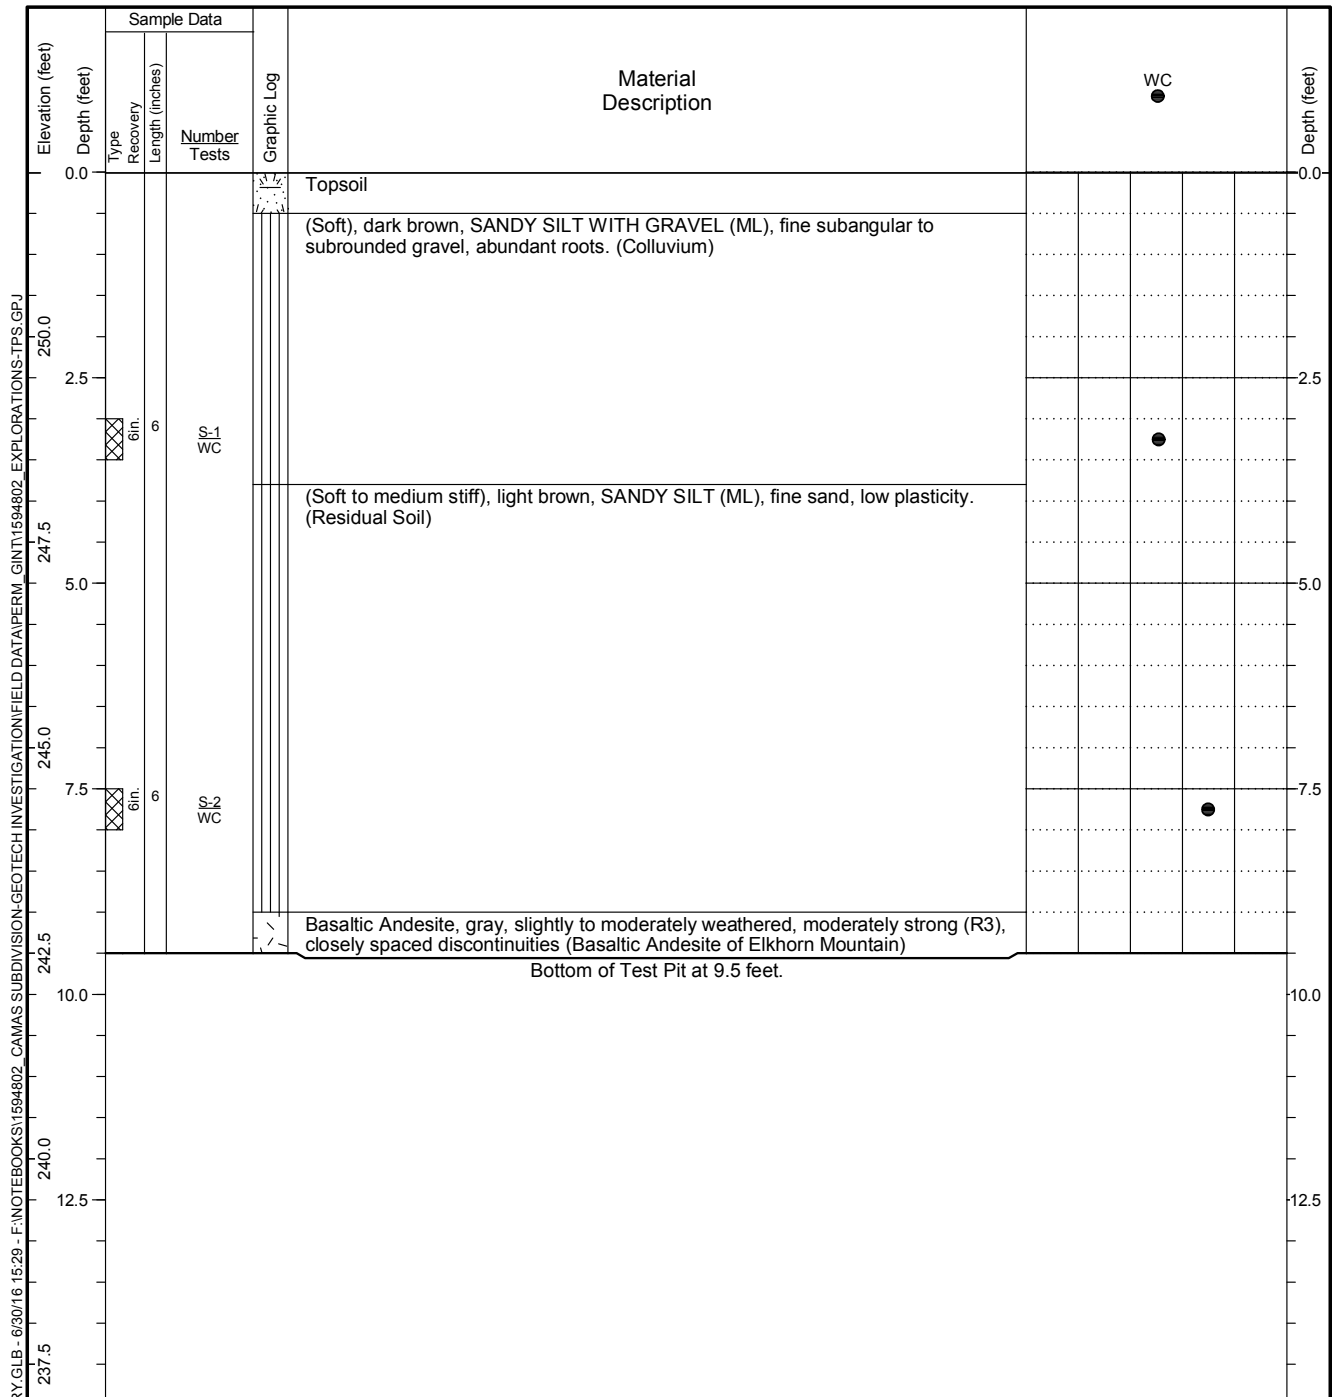 Sample Data
Elevation (feet)
Depth (feet)
Type
Recovery
Length (inches)
Number
Tests
Graphic Log
Material
Description
WC
Depth (feet)
0.0
Topsoil
0.0
(Soft), dark brown, SANDY SILT WITH GRAVEL (ML), fine subangular to
subrounded gravel, abundant roots. (Colluvium)
250.0
2.5
2.5
6in.
6
S-1
WC
(Soft to medium stiff), light brown, SANDY SILT (ML), fine sand, low plasticity.
(Residual Soil)
247.5
5.0
5.0
245.0
7.5
7.5
6in.
6
S-2
WC
Basaltic Andesite, gray, slightly to moderately weathered, moderately strong (R3),
closely spaced discontinuities (Basaltic Andesite of Elkhorn Mountain)
242.5
Bottom of Test Pit at 9.5 feet.
10.0
10.0
240.0
12.5
12.5
237.5
RY.GLB - 6/30/16 15:29 - F:\NOTEBOOKS\1594802_CAMAS SUBDIVISION-GEOTECH INVESTIGATION\FIELD DATA\PERM_GINT\1594802_EXPLORATIONS-TPS.GPJ